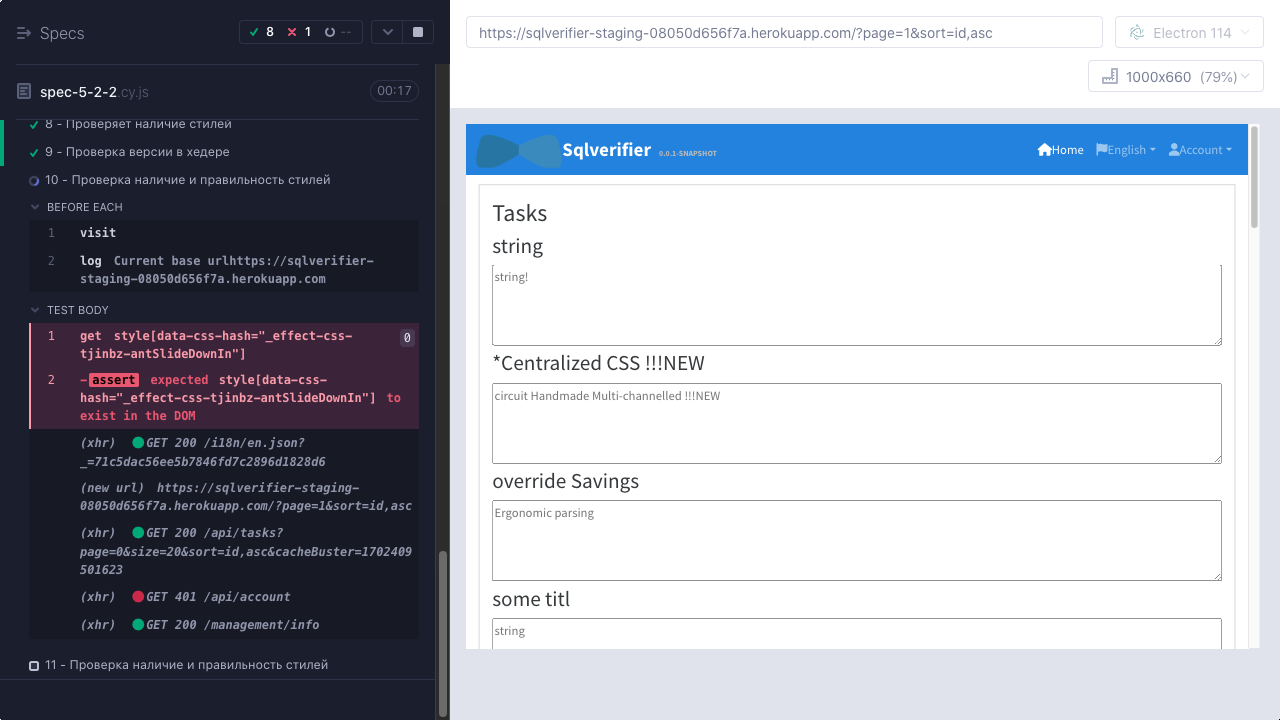 Specs
8
1
--
https://sqlverifier-staging-08050d656f7a.herokuapp.com/?page=1&sort=id,asc
Electron 114
1000x660 (79%)
spec-5-2-2.cy.js
00:17
8 - Проверяет наличие стилей
9 - Проверка версии в хедере
10 - Проверка наличие и правильность стилей
BEFORE EACH
1 visit
2 log Current base urlhttps://sqlverifier-
staging-08050d656f7a.herokuapp.com
TEST BODY
1 get style[data-css-hash="_effect-css-
tjinbz-antSlideDownIn"]
0
2 -assert expected style[data-css-
hash="_effect-css-tjinbz-antSlideDownIn"] to
exist in the DOM
(xhr) GET 200 /i18n/en.json?
_=71c5dac56ee5b7846fd7c2896d1828d6
(new url) https://sqlverifier-staging-
08050d656f7a.herokuapp.com/?page=1&sort=id,asc
(xhr) GET 200 /api/tasks?
page=0&size=20&sort=id,asc&cacheBuster=1702409
501623
(xhr) GET 401 /api/account
(xhr) GET 200 /management/info
11 - Проверка наличие и правильность стилей
Sqlverifier 0.0.1-SNAPSHOT
Home English Account
Tasks
string
string!
*Centralized CSS !!!NEW
circuit Handmade Multi-channelled !!!NEW
override Savings
Ergonomic parsing
some titl
string